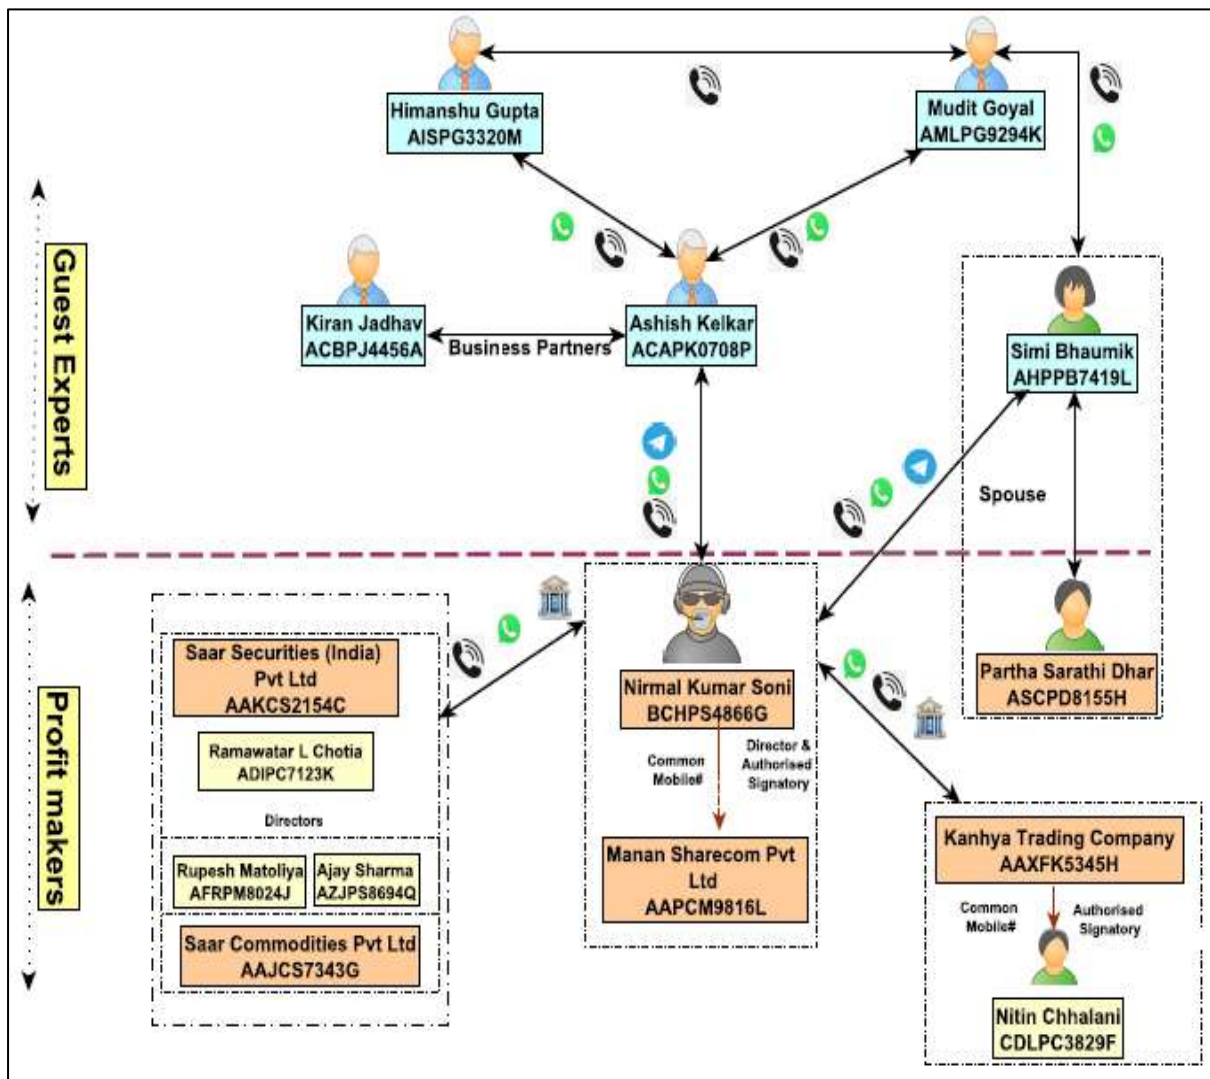 Himanshu Gupta
AISPG3320M
Mudit Goyal
AMLPG9294K
Guest Experts
Kiran Jadhav
ACBPJ4456A
Business Partners
Ashish Kelkar
ACAPK0708P
Simi Bhaumik
AHPPB7419L
Spouse
Profit makers
Saar Securities (India)
Pvt Ltd
AAKCS2154C
Ramawatar L Chotia
ADIPC7123K
Directors
Rupesh Matoliya
AFRPM8024J
Ajay Sharma
AZJPS8694Q
Saar Commodities Pvt Ltd
AAJCS7343G
Nirmal Kumar Soni
BCHPS4866G
Common
Mobile#
Director &
Authorised
Signatory
Manan Sharecom Pvt
Ltd
AAPCM9816L
Partha Sarathi Dhar
ASCPD8155H
Kanhya Trading Company
AAXFK5345H
Common
Mobile#
Authorised
Signatory
Nitin Chhalani
CDLPC3829F